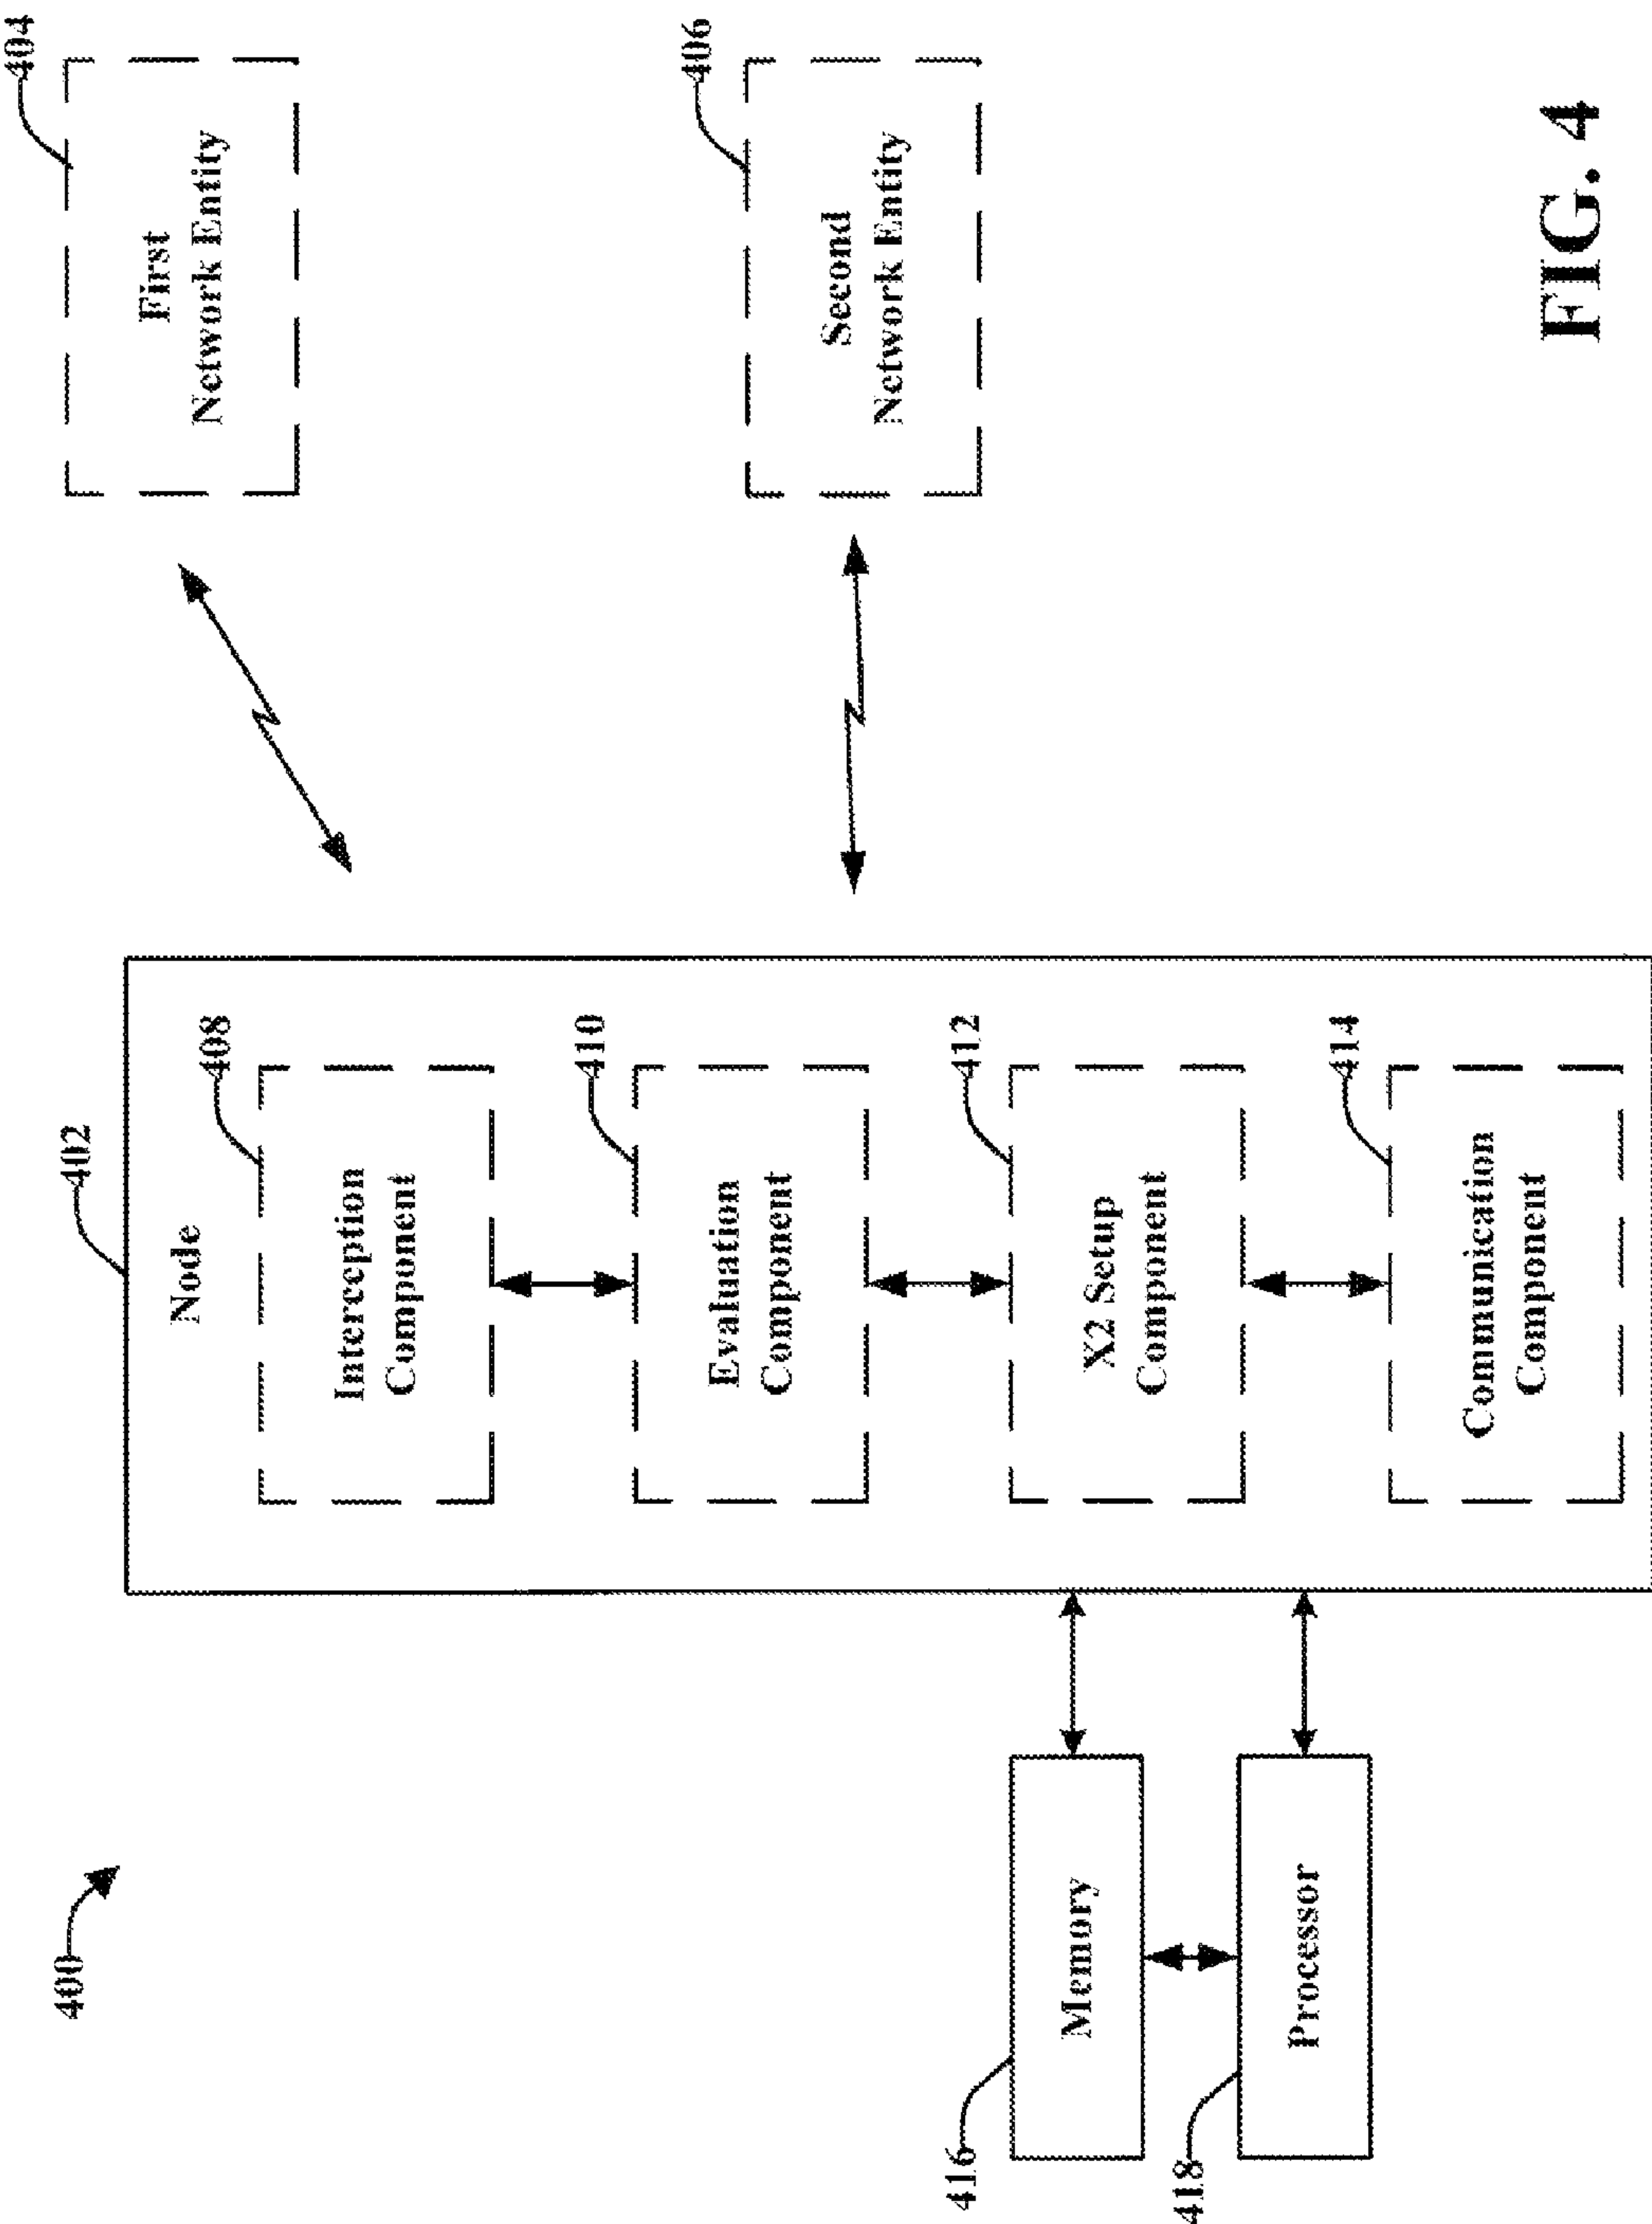 400
402
Node
408
Interception
Component
410
Evaluation
Component
412
X2 Setup
Component
414
Communication
Component
404
First
Network Entity
406
Second
Network Entity
416
Memory
418
Processor
FIG. 4